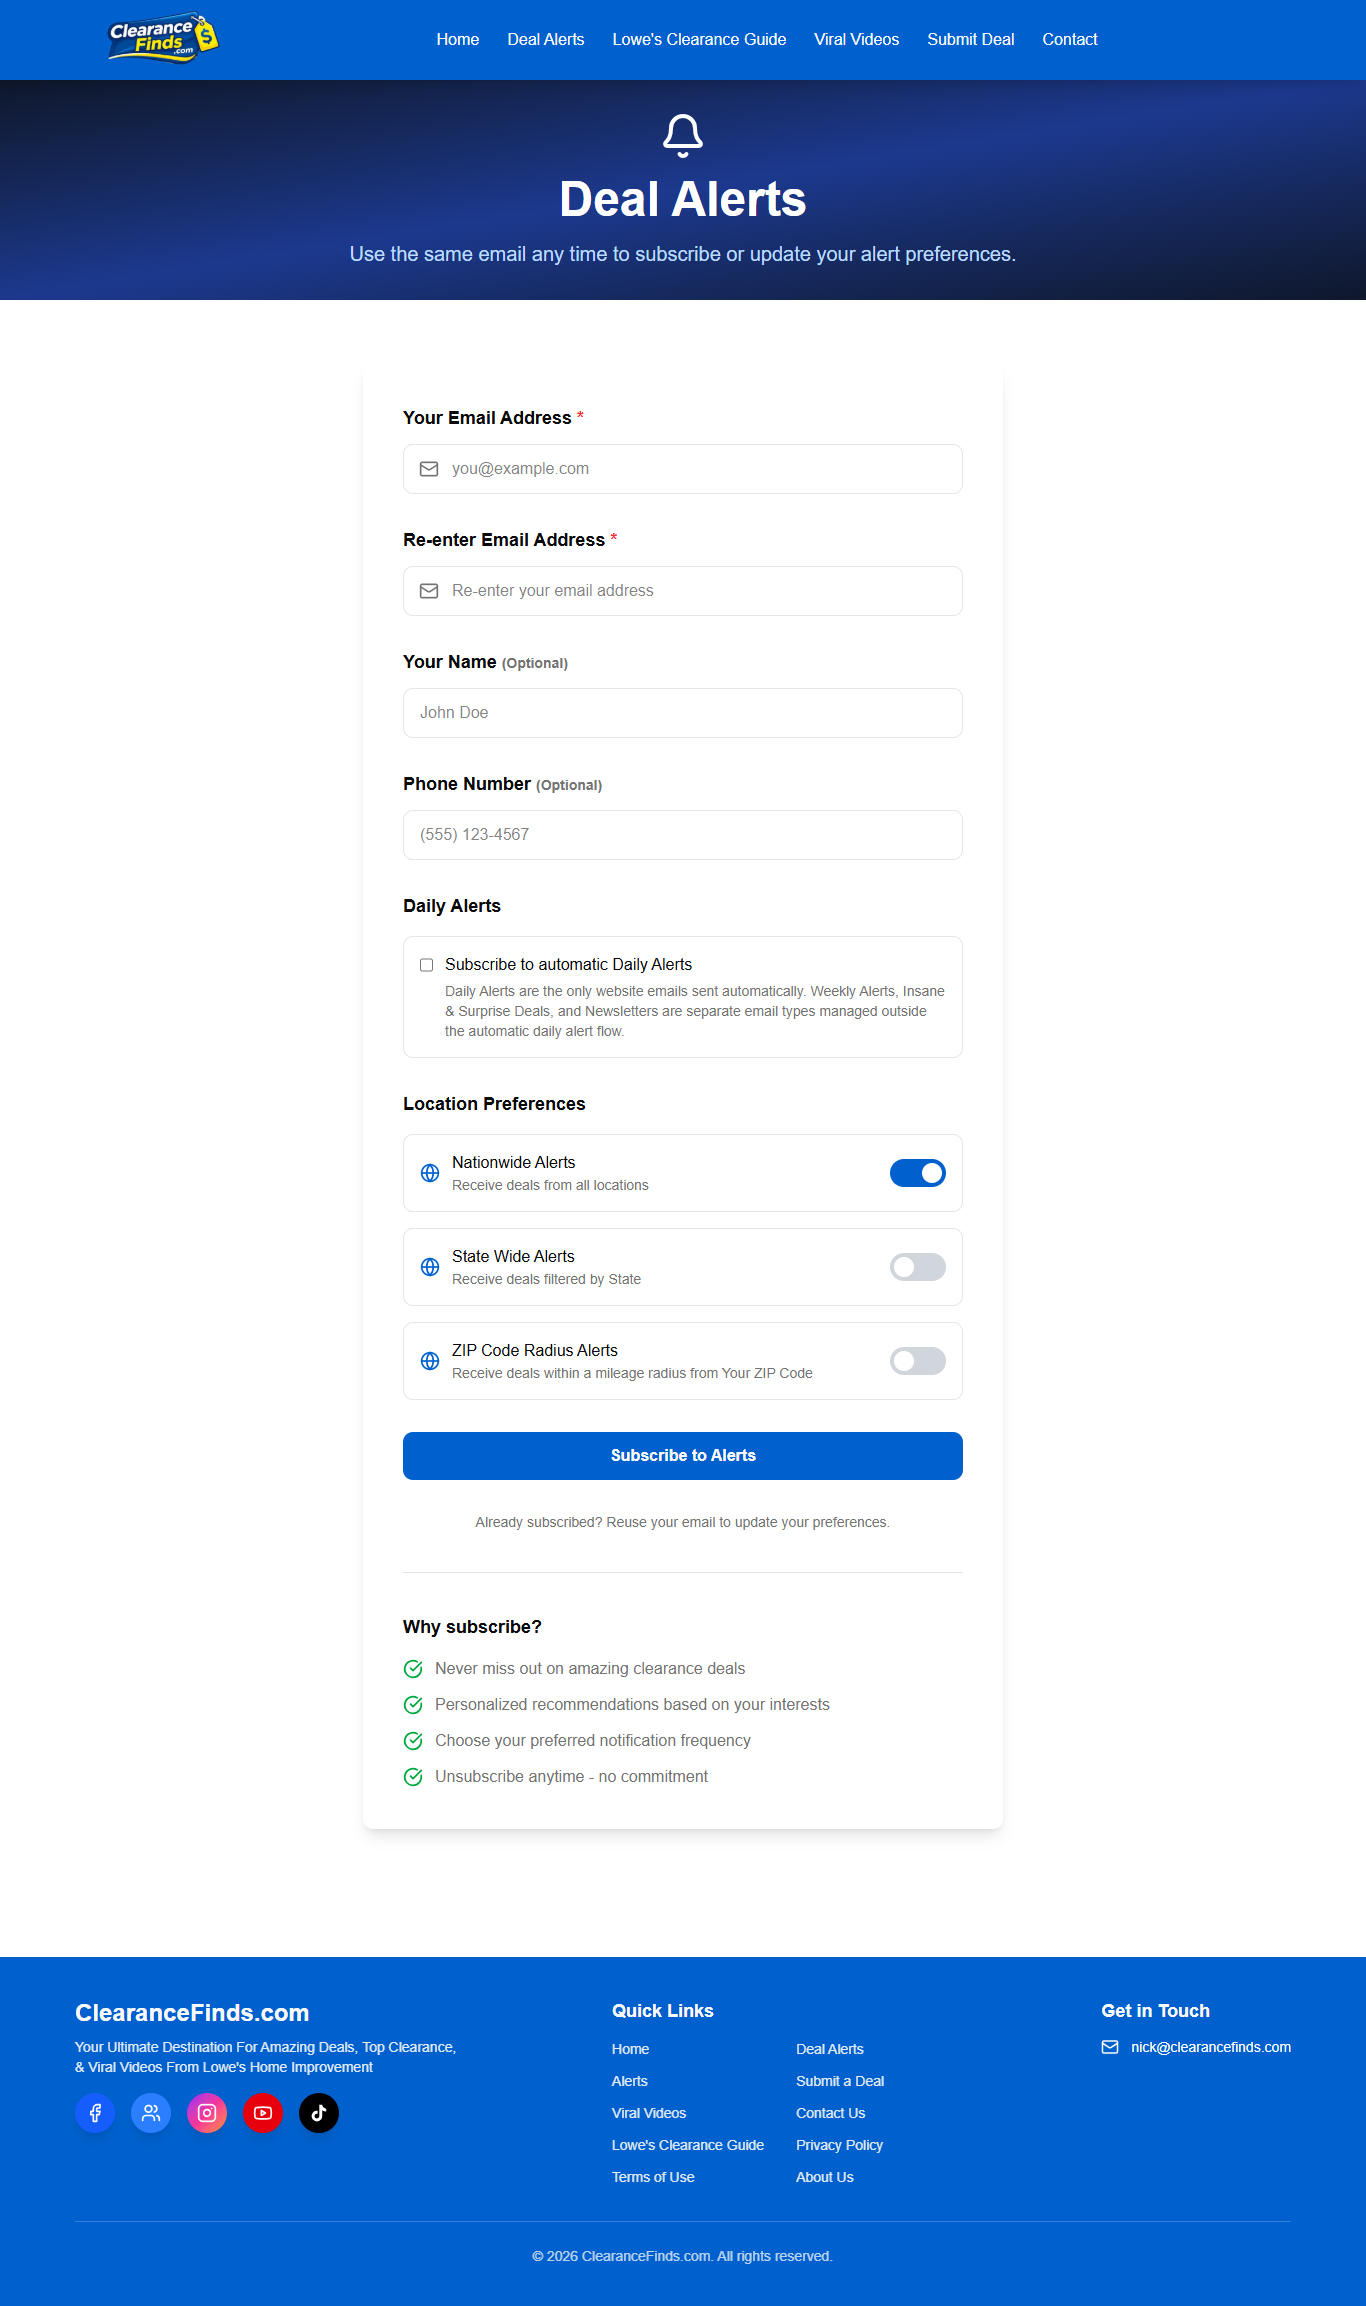 Clearance
Finds
.com
$
Home
Deal Alerts
Lowe's Clearance Guide
Viral Videos
Submit Deal
Contact
Deal Alerts
Use the same email any time to subscribe or update your alert preferences.
Your Email Address *
you@example.com
Re-enter Email Address *
Re-enter your email address
Your Name (Optional)
John Doe
Phone Number (Optional)
(555) 123-4567
Daily Alerts
Subscribe to automatic Daily Alerts
Daily Alerts are the only website emails sent automatically. Weekly Alerts, Insane
& Surprise Deals, and Newsletters are separate email types managed outside
the automatic daily alert flow.
Location Preferences
Nationwide Alerts
Receive deals from all locations
State Wide Alerts
Receive deals filtered by State
ZIP Code Radius Alerts
Receive deals within a mileage radius from Your ZIP Code
Subscribe to Alerts
Already subscribed? Reuse your email to update your preferences.
Why subscribe?
Never miss out on amazing clearance deals
Personalized recommendations based on your interests
Choose your preferred notification frequency
Unsubscribe anytime - no commitment
ClearanceFinds.com
Your Ultimate Destination For Amazing Deals, Top Clearance,
& Viral Videos From Lowe's Home Improvement
Quick Links
Home
Alerts
Viral Videos
Lowe's Clearance Guide
Terms of Use
Deal Alerts
Submit a Deal
Contact Us
Privacy Policy
About Us
Get in Touch
nick@clearancefinds.com
© 2026 ClearanceFinds.com. All rights reserved.